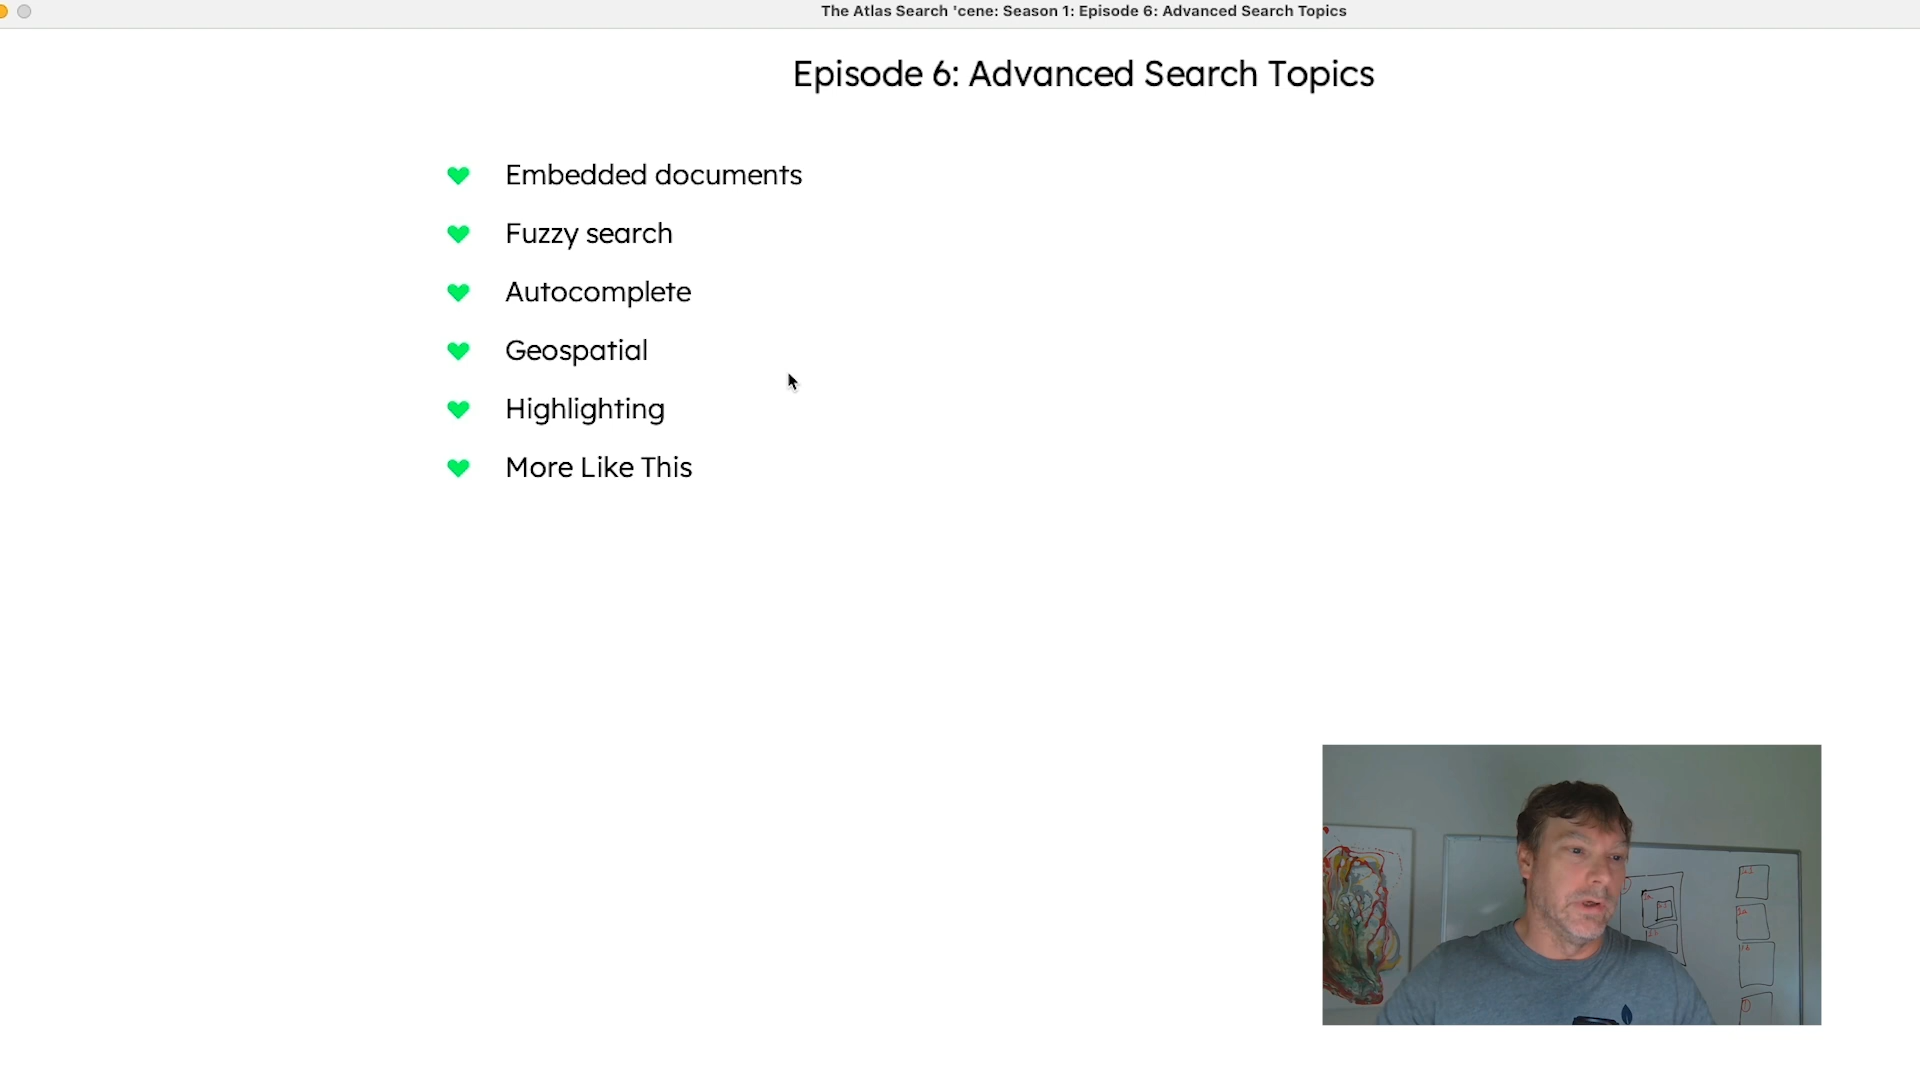 The Atlas Search 'cene: Season 1: Episode 6: Advanced Search Topics
Episode 6: Advanced Search Topics
Embedded documents
Fuzzy search
Autocomplete
Geospatial
Highlighting
More Like This